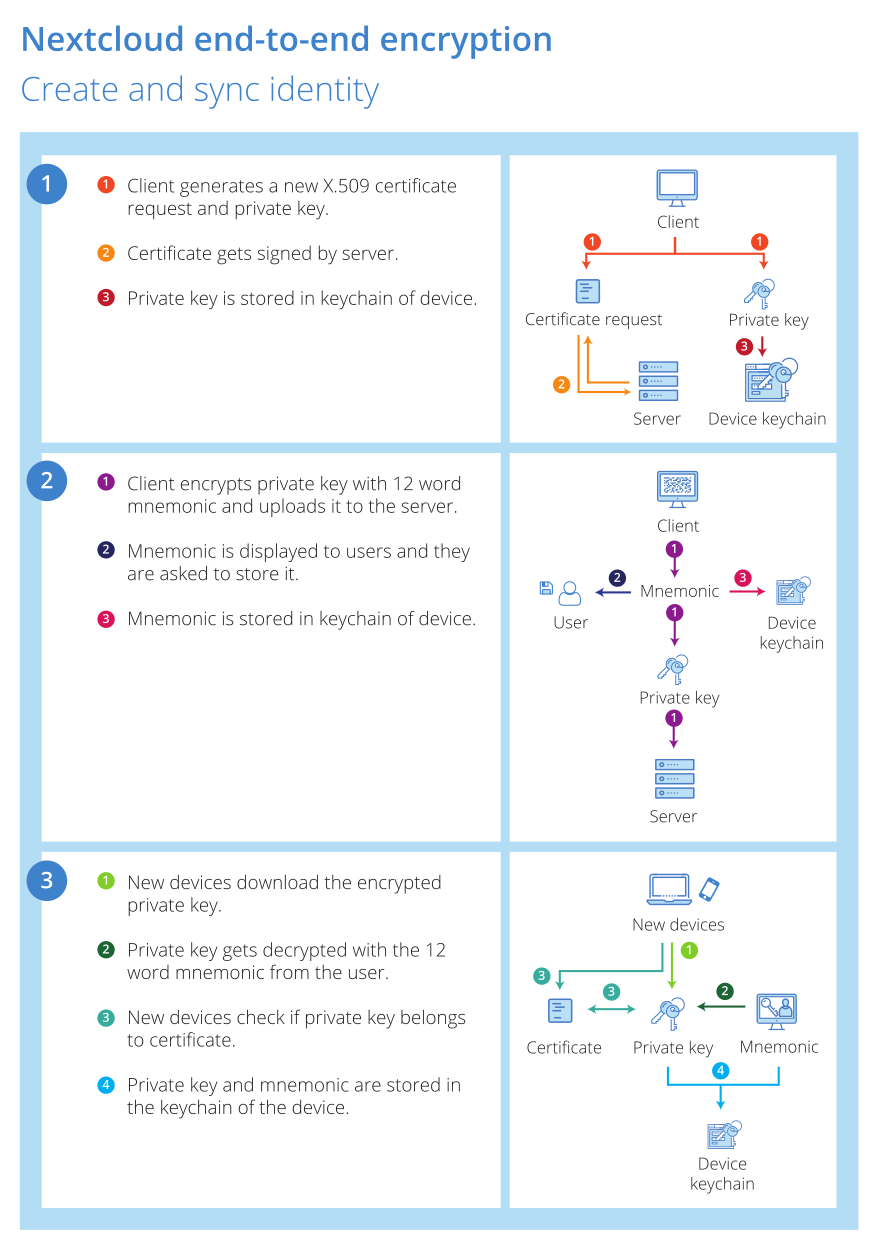 Nextcloud end-to-end encryption
Create and sync identity
1
1 Client generates a new X.509 certificate
request and private key.
2 Certificate gets signed by server.
3 Private key is stored in keychain of device.
Client
1
1
Certificate request
Private key
3
2
Server
Device keychain
2
1 Client encrypts private key with 12 word
mnemonic and uploads it to the server.
2 Mnemonic is displayed to users and they
are asked to store it.
3 Mnemonic is stored in keychain of device.
Client
1
2
3
Mnemonic
User
1
Device
keychain
Private key
1
Server
3
1 New devices download the encrypted
private key.
2 Private key gets decrypted with the 12
word mnemonic from the user.
3 New devices check if private key belongs
to certificate.
4 Private key and mnemonic are stored in
the keychain of the device.
New devices
1
3
3
2
Certificate
Private key
Mnemonic
4
Device
keychain